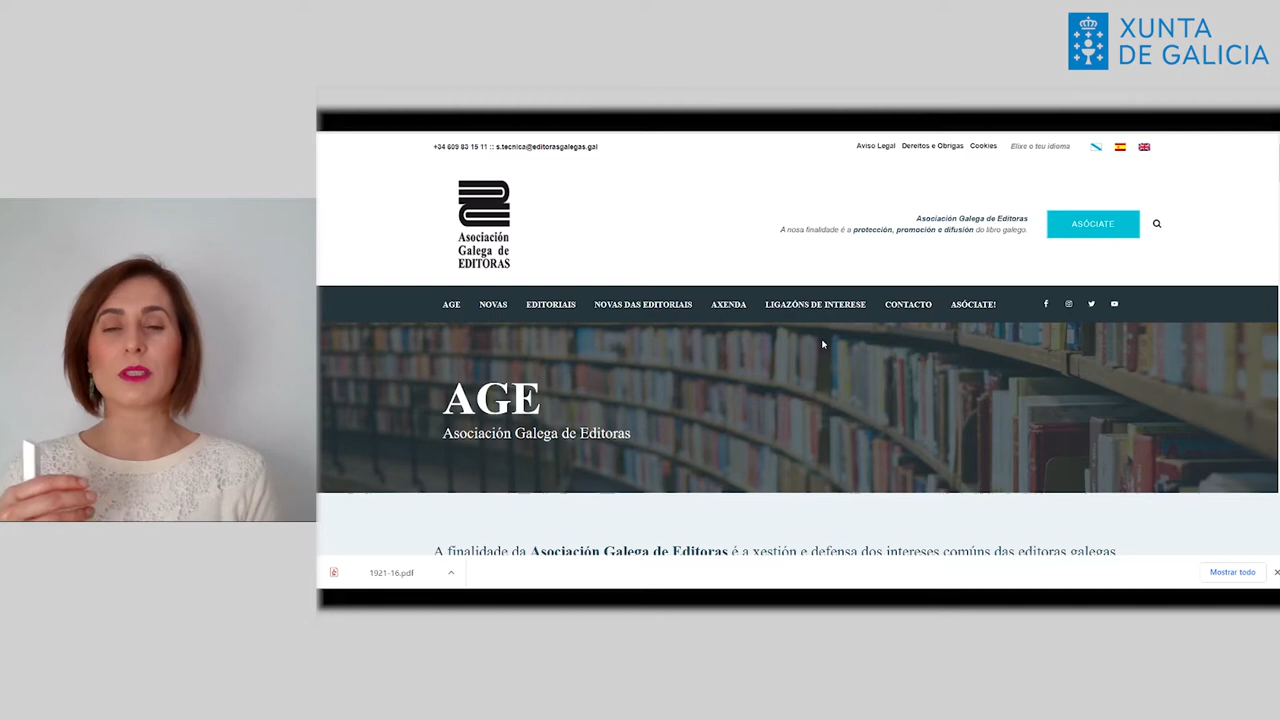 XUNTA
DE GALICIA
+34 609 83 15 11 :: s.tecnica@editorasgalegas.gal
Aviso Legal Dereitos e Obrigas Cookies Elixe o teu idioma
Asociación
Galega de
EDITORAS
Asociación Galega de Editoras
A nosa finalidade é a protección, promoción e difusión do libro galego.
ASÓCIATE
AGE NOVAS EDITORIAIS NOVAS DAS EDITORIAIS AXENDA LIGAZÓNS DE INTERESE CONTACTO ASÓCIATE!
AGE
Asociación Galega de Editoras
A finalidade da Asociación Galega de Editoras é a xestión e defensa dos intereses comúns das editoras galegas
1921-16.pdf
Mostrar todo